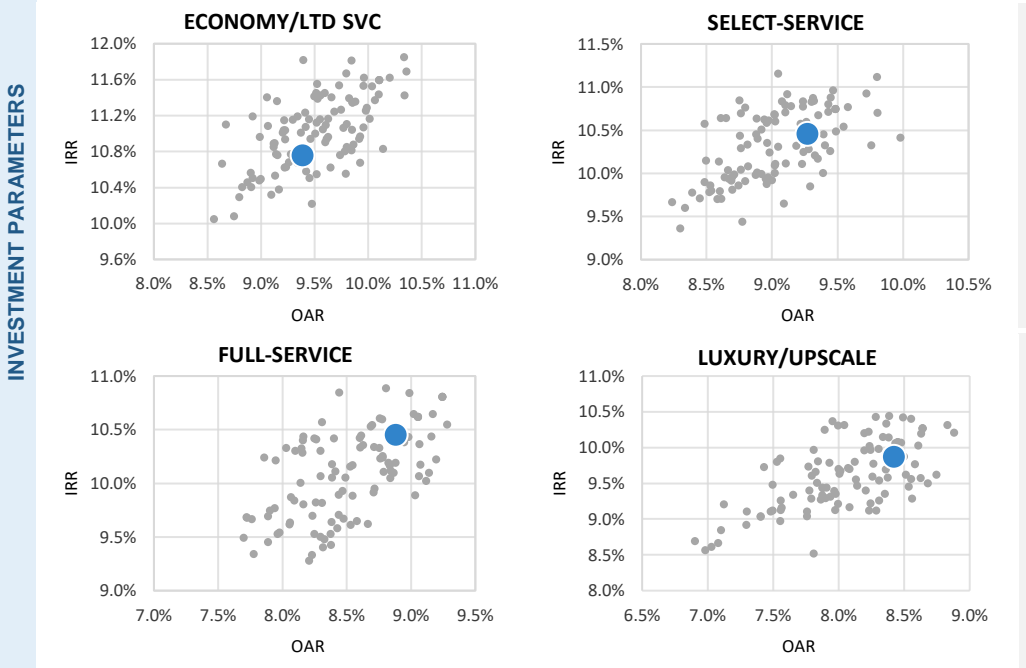 INVESTMENT PARAMETERS
ECONOMY/LTD SVC
12.0%
11.6%
11.2%
10.8%
10.4%
10.0%
9.6%
IRR
8.0% 8.5% 9.0% 9.5% 10.0% 10.5% 11.0%
OAR
SELECT-SERVICE
11.5%
11.0%
10.5%
10.0%
9.5%
9.0%
IRR
8.0% 8.5% 9.0% 9.5% 10.0% 10.5%
OAR
FULL-SERVICE
11.0%
10.5%
10.0%
9.5%
9.0%
IRR
7.0% 7.5% 8.0% 8.5% 9.0% 9.5%
OAR
LUXURY/UPSCALE
11.0%
10.5%
10.0%
9.5%
9.0%
8.5%
8.0%
IRR
6.5% 7.0% 7.5% 8.0% 8.5% 9.0%
OAR